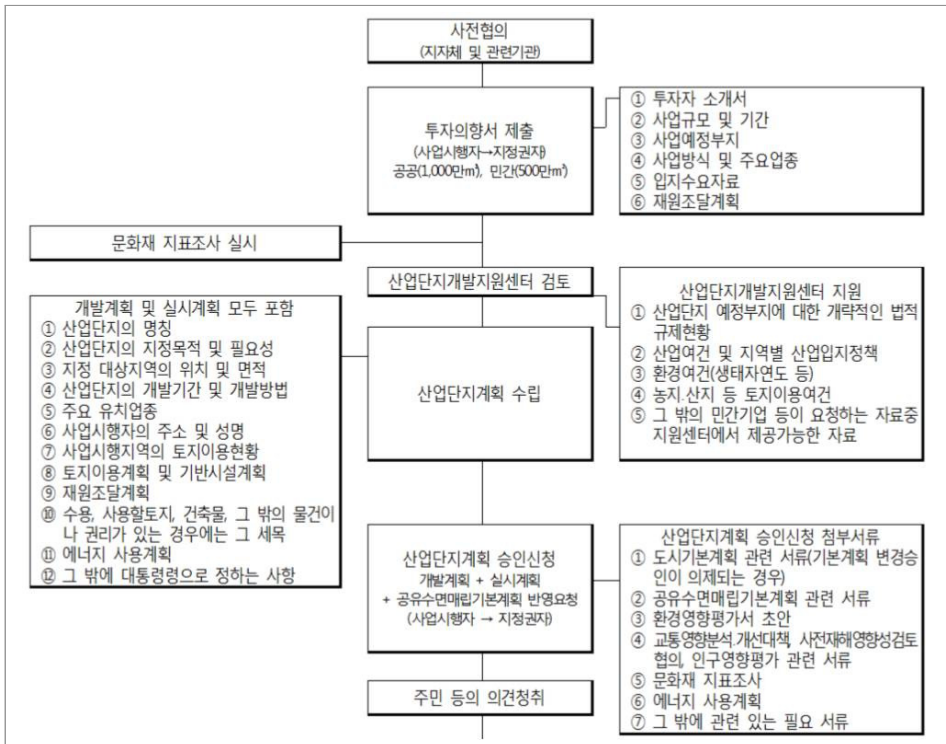 사전협의
(지자체 및 관련기관)
투자의향서 제출
(사업시행자→지정권자)
공공(1,000만㎡), 민간(500만㎡)
① 투자자 소개서
② 사업규모 및 기간
③ 사업예정부지
④ 사업방식 및 주요업종
⑤ 입지수요자료
⑥ 재원조달계획
문화재 지표조사 실시
산업단지개발지원센터 검토
개발계획 및 실시계획 모두 포함
① 산업단지의 명칭
② 산업단지의 지정목적 및 필요성
③ 지정 대상지역의 위치 및 면적
④ 산업단지의 개발기간 및 개발방법
⑤ 주요 유치업종
⑥ 사업시행자의 주소 및 성명
⑦ 사업시행지역의 토지이용현황
⑧ 토지이용계획 및 기반시설계획
⑨ 재원조달계획
⑩ 수용, 사용할토지, 건축물, 그 밖의 물건이
나 권리가 있는 경우에는 그 세목
⑪ 에너지 사용계획
⑫ 그 밖에 대통령령으로 정하는 사항
산업단지계획 수립
산업단지개발지원센터 지원
① 산업단지 예정부지에 대한 개략적인 법적
규제현황
② 산업여건 및 지역별 산업입지정책
③ 환경여건(생태자연도 등)
④ 농지.산지 등 토지이용여건
⑤ 그 밖의 민간기업 등이 요청하는 자료중
지원센터에서 제공가능한 자료
산업단지계획 승인신청
개발계획 + 실시계획
+ 공유수면매립기본계획 반영요청
(사업시행자 → 지정권자)
산업단지계획 승인신청 첨부서류
① 도시기본계획 관련 서류(기본계획 변경승
인이 의제되는 경우)
② 공유수면매립기본계획 관련 서류
③ 환경영향평가서 초안
④ 교통영향분석.개선대책, 사전재해영향성검토
협의, 인구영향평가 관련 서류
⑤ 문화재 지표조사
⑥ 에너지 사용계획
⑦ 그 밖에 관련 있는 필요 서류
주민 등의 의견청취